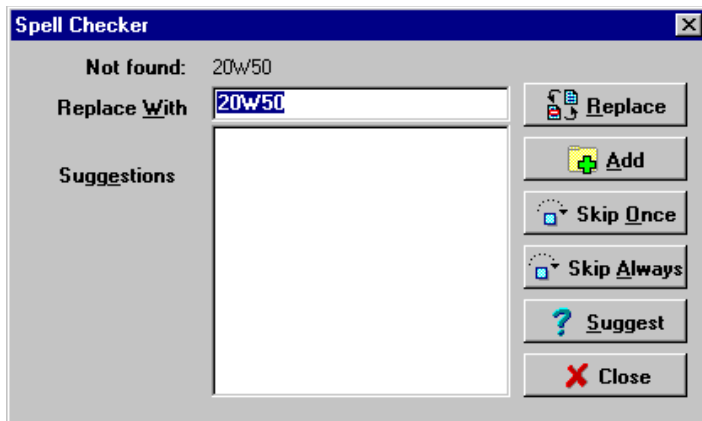 Spell Checker
Not found: 20W50
Replace With 20W50
Suggestions
Replace
Add
Skip Once
Skip Always
Suggest
Close